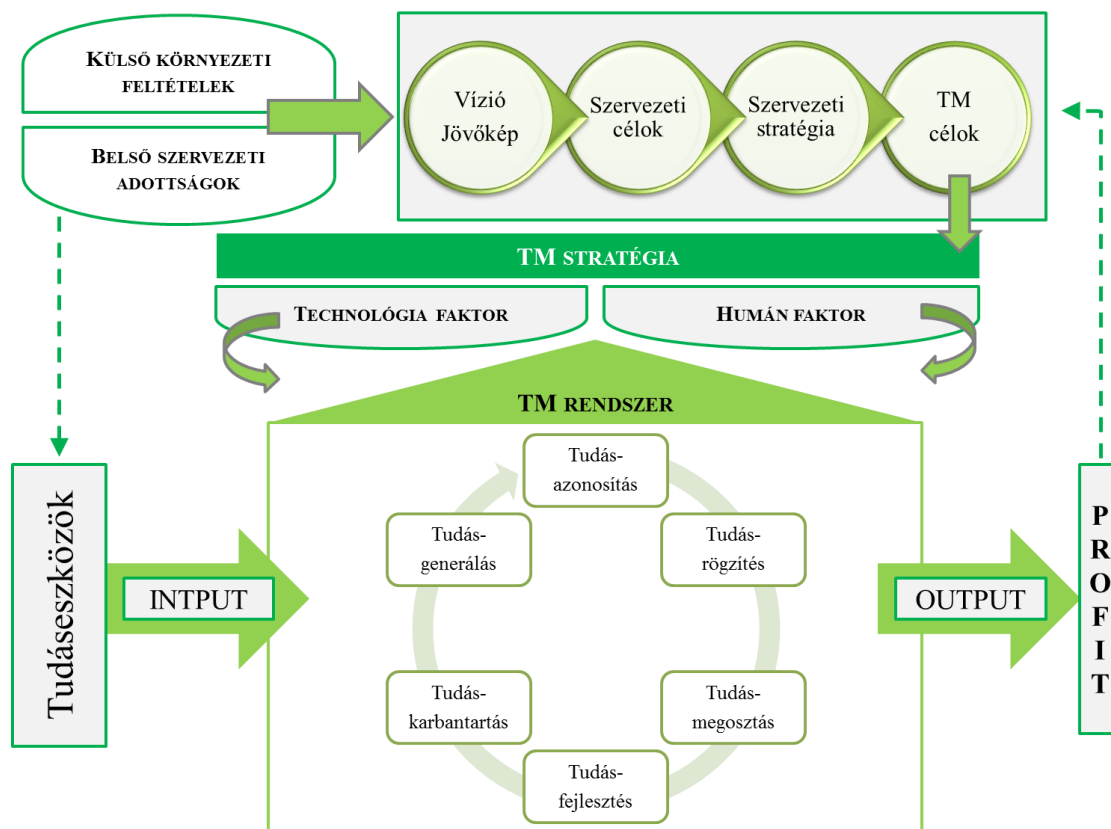 KÜLSŐ KÖRNYEZETI
FELTÉTELEK
BELSŐ SZERVEZETI
ADOTTSÁGOK
Vízió
Jövőkép
Szervezeti
célok
Szervezeti
stratégia
TM
célok
TM STRATÉGIA
TECHNOLÓGIA FAKTOR
HUMÁN FAKTOR
TM RENDSZER
Tudáseszközök
INTPUT
Tudás-
azonosítás
Tudás-
rögzítés
Tudás-
megosztás
Tudás-
fejlesztés
Tudás-
karbantartás
Tudás-
generálás
OUTPUT
PROFIT